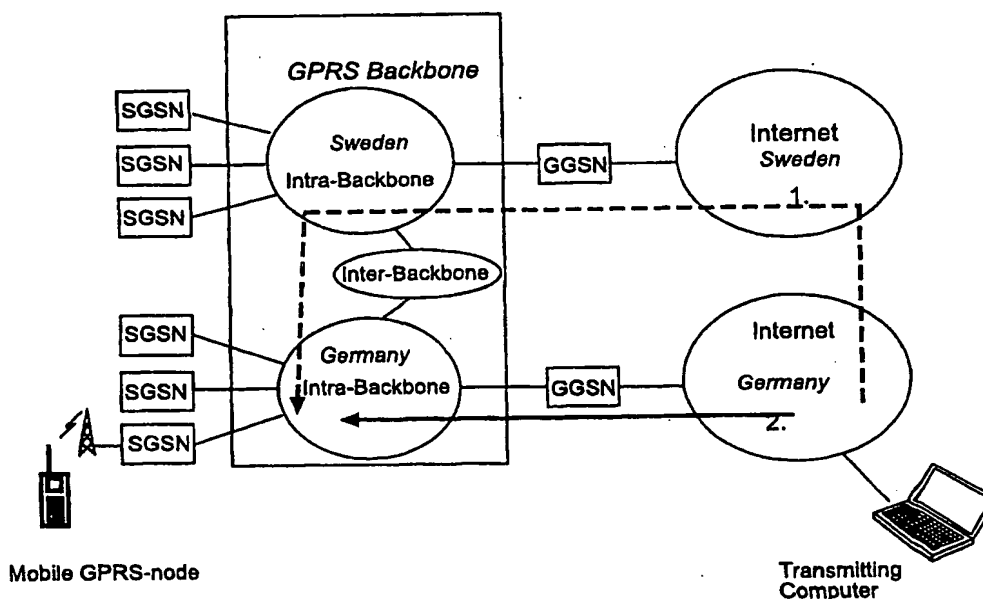 GPRS Backbone
SGSN
SGSN
SGSN
Sweden
Intra-Backbone
GGSN
Internet
Sweden
1.
Inter-Backbone
SGSN
SGSN
SGSN
Germany
Intra-Backbone
GGSN
Internet
Germany
2.
Mobile GPRS-node
Transmitting
Computer